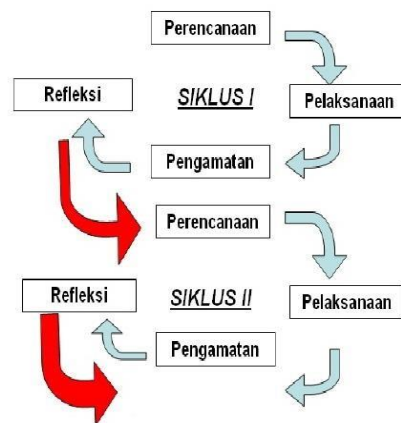 Perencanaan
Refleksi
SIKLUS I
Pelaksanaan
Pengamatan
Perencanaan
Refleksi
SIKLUS II
Pelaksanaan
Pengamatan